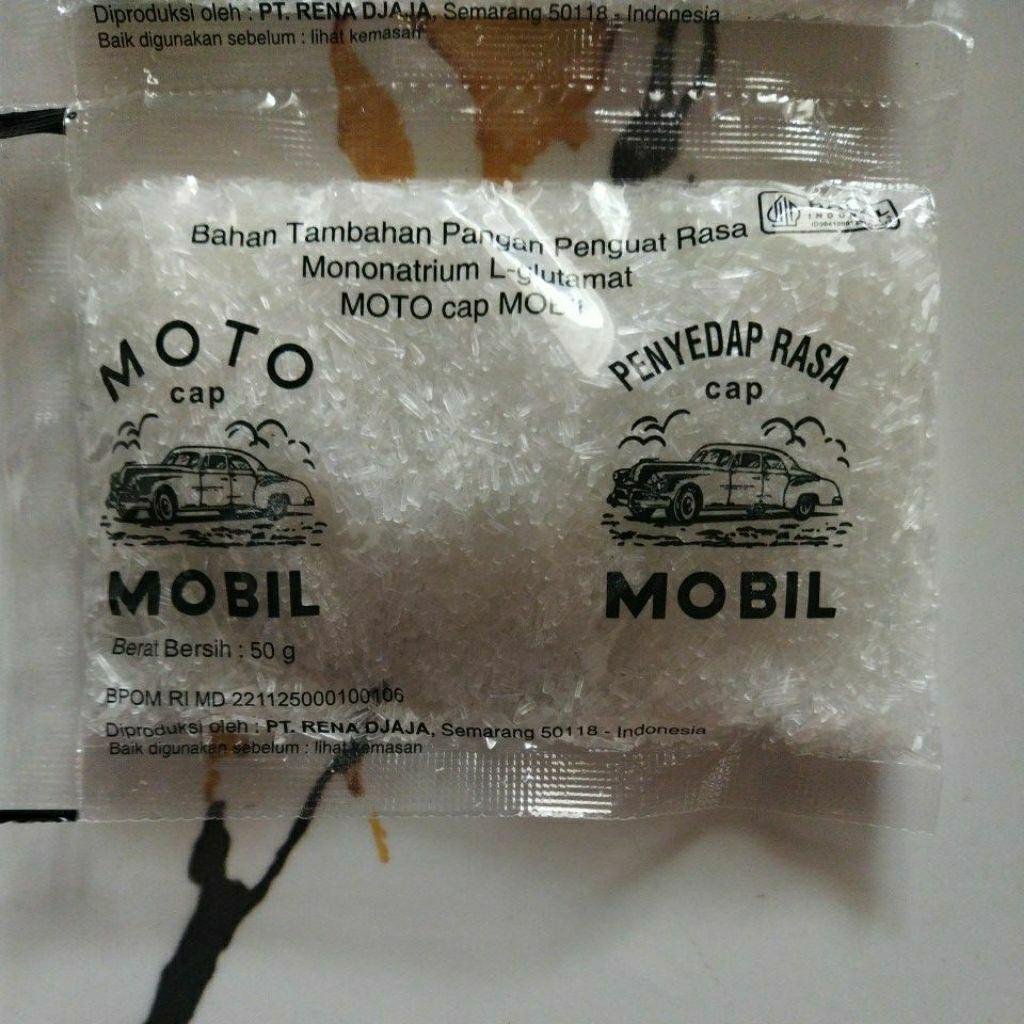 Diproduksi oleh : PT. RENA DJAJA, Semarang 50118 - Indonesia
Baik digunakan sebelum : lihat kemasan
Bahan Tambahan Pangan Penguat Rasa
Mononatrium L-glutamat
MOTO cap MOBIL
INDONESIA
MOTO
cap
MOBIL
PENYEDAP RASA
cap
MOBIL
Berat Bersih : 50 g
BPOM RI MD 221125000100106
Diproduksi oleh : PT. RENA DJAJA, Semarang 50118 - Indonesia
Baik digunakan sebelum : lihat kemasan